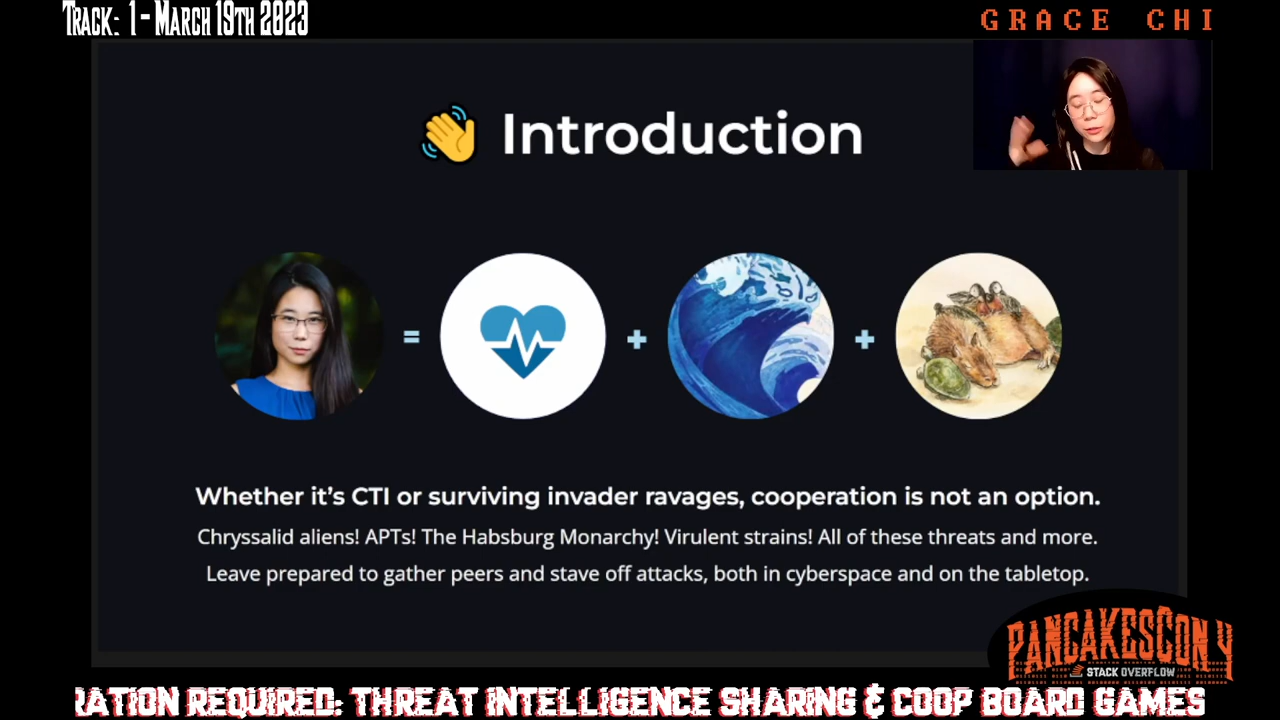 TRACK: 1 - MARCH 19TH 2023
GRACE CHI
Introduction
= + +
Whether it's CTI or surviving invader ravages, cooperation is not an option.
Chryssalid aliens! APTs! The Habsburg Monarchy! Virulent strains! All of these threats and more.
Leave prepared to gather peers and stave off attacks, both in cyberspace and on the tabletop.
PANCAKESCON 4
STACK OVERFLOW
RATION REQUIRED: THREAT INTELLIGENCE SHARING & COOP BOARD GAMES